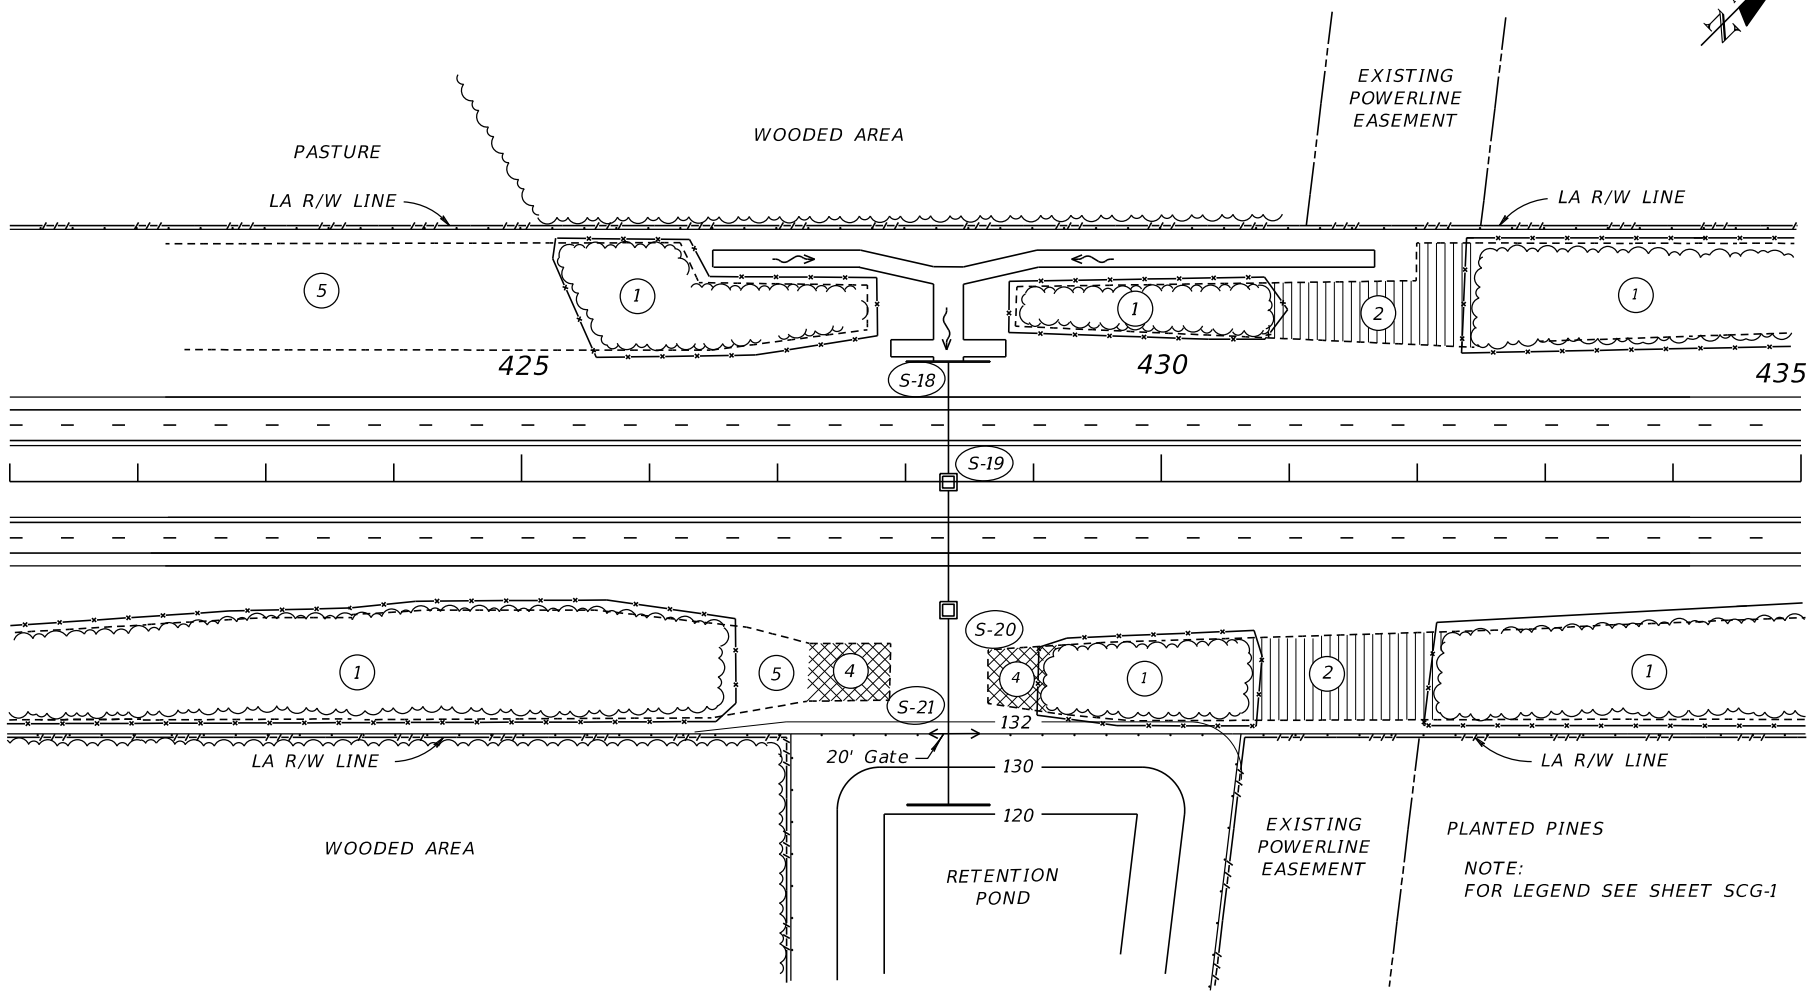 EXISTING
POWERLINE
EASEMENT
WOODED AREA
PASTURE
LA R/W LINE
LA R/W LINE
5
1
1
2
1
425
430
435
S-18
S-19
S-20
1
5
4
4
1
2
1
S-21
132
20' Gate
130
LA R/W LINE
LA R/W LINE
120
WOODED AREA
RETENTION
POND
EXISTING
POWERLINE
EASEMENT
PLANTED PINES
NOTE:
FOR LEGEND SEE SHEET SCG-1